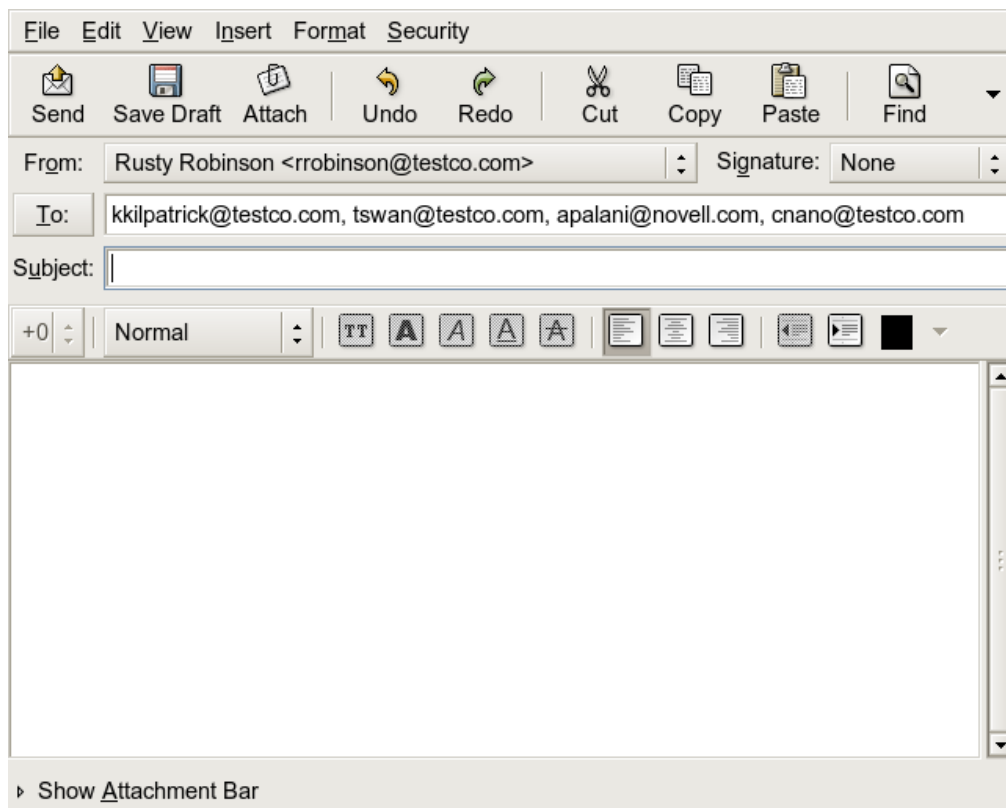 File Edit View Insert Format Security
Send Save Draft Attach Undo Redo Cut Copy Paste Find
From: Rusty Robinson <rrobinson@testco.com> Signature: None
To: kkilpatrick@testco.com, tswan@testco.com, apalani@novell.com, cnano@testco.com
Subject:
+0 Normal TT A A A A
Show Attachment Bar